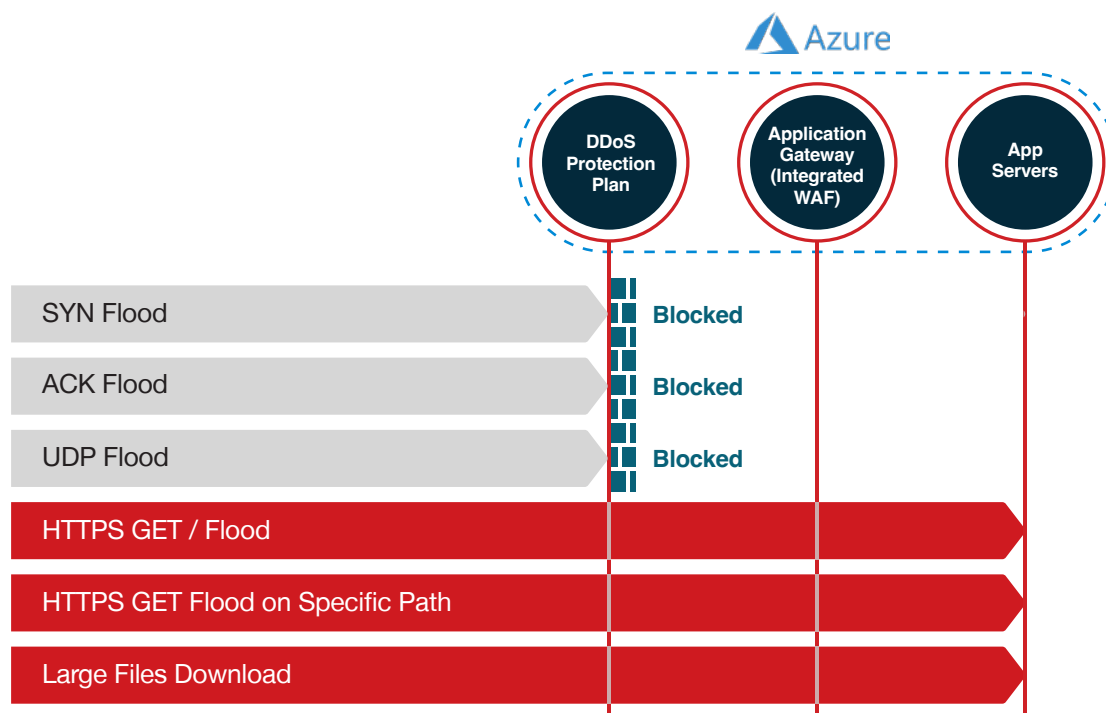 Azure
DDoS
Protection
Plan
Application
Gateway
(Integrated
WAF)
App
Servers
SYN Flood
Blocked
ACK Flood
Blocked
UDP Flood
Blocked
HTTPS GET / Flood
HTTPS GET Flood on Specific Path
Large Files Download